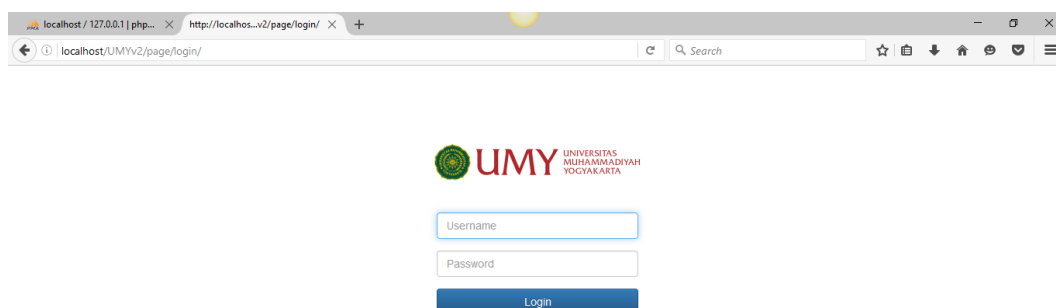 localhost / 127.0.0.1 | php...
http://localhos...v2/page/login/
localhost/UMYv2/page/login/
Search
UMY UNIVERSITAS
MUHAMMADIYAH
YOGYAKARTA
Username
Password
Login